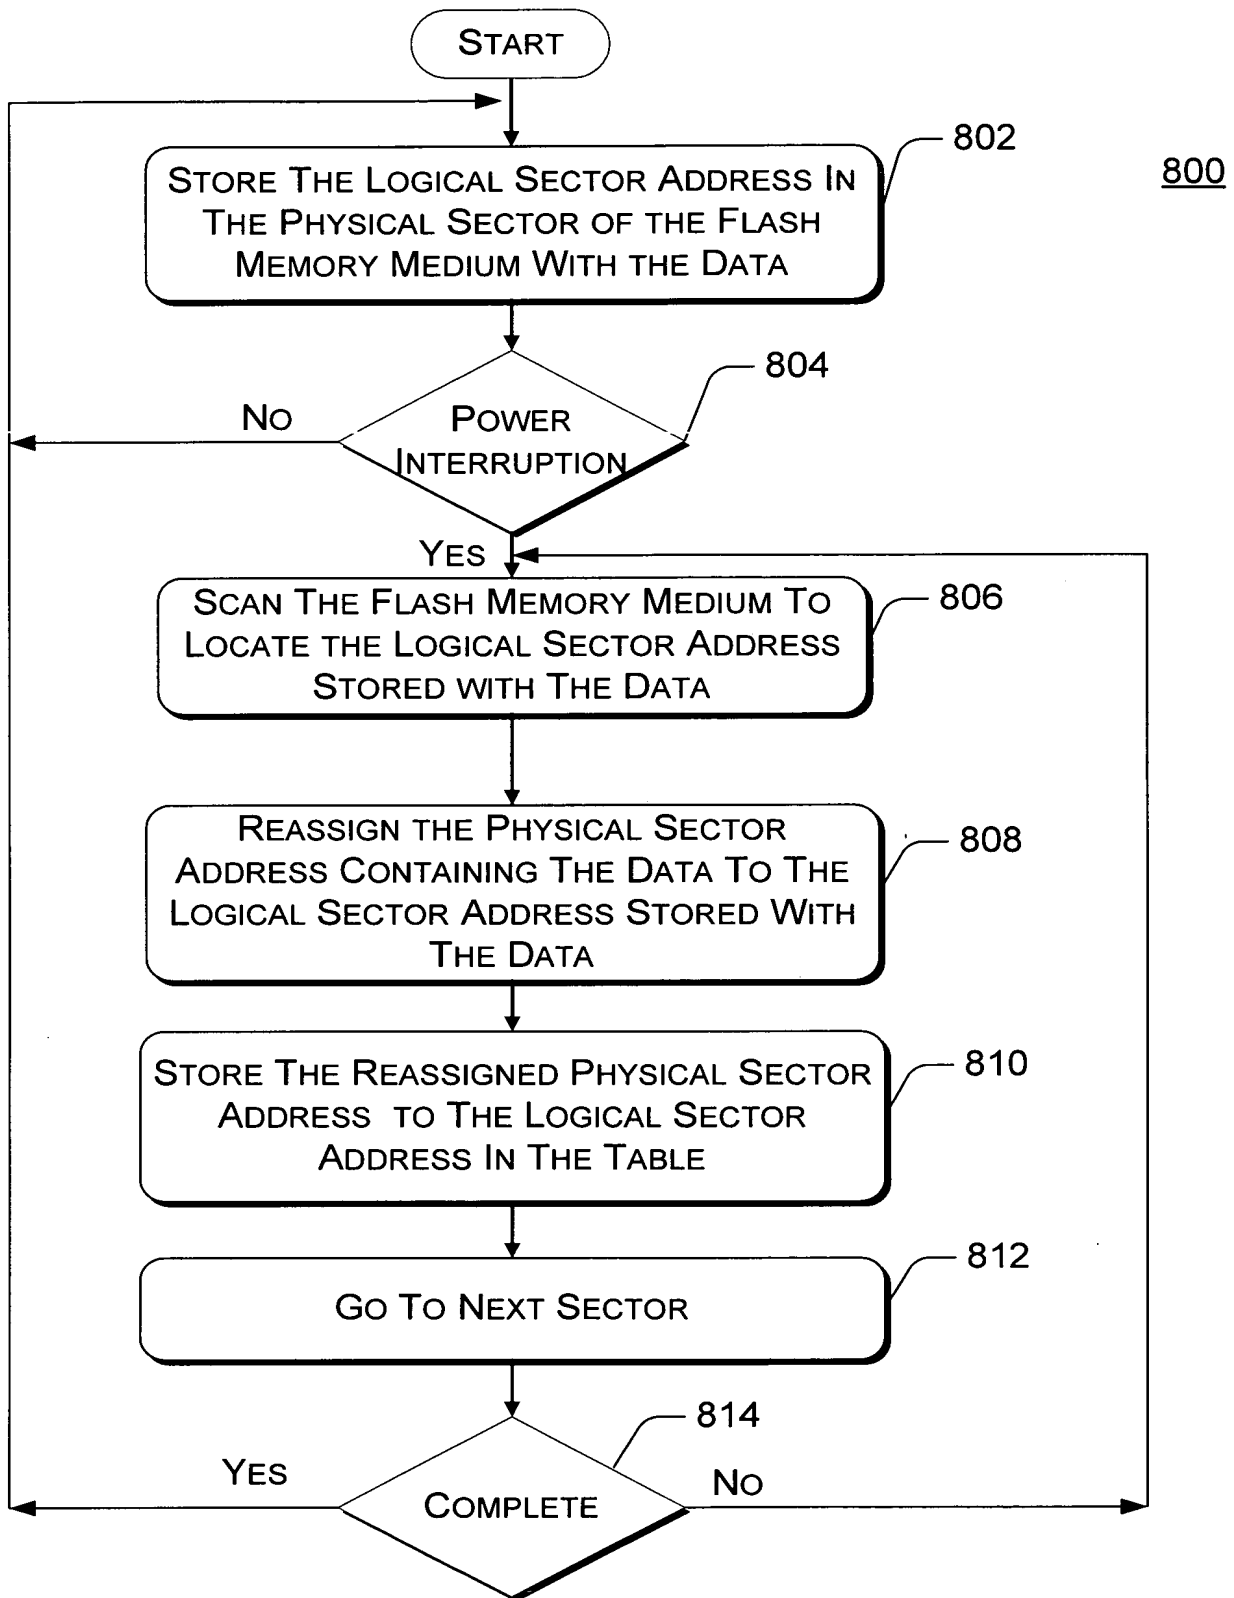 START
802
800
STORE THE LOGICAL SECTOR ADDRESS IN
THE PHYSICAL SECTOR OF THE FLASH
MEMORY MEDIUM WITH THE DATA
804
NO
POWER
INTERRUPTION
YES
806
SCAN THE FLASH MEMORY MEDIUM TO
LOCATE THE LOGICAL SECTOR ADDRESS
STORED WITH THE DATA
808
REASSIGN THE PHYSICAL SECTOR
ADDRESS CONTAINING THE DATA TO THE
LOGICAL SECTOR ADDRESS STORED WITH
THE DATA
810
STORE THE REASSIGNED PHYSICAL SECTOR
ADDRESS TO THE LOGICAL SECTOR
ADDRESS IN THE TABLE
812
GO TO NEXT SECTOR
814
YES
NO
COMPLETE